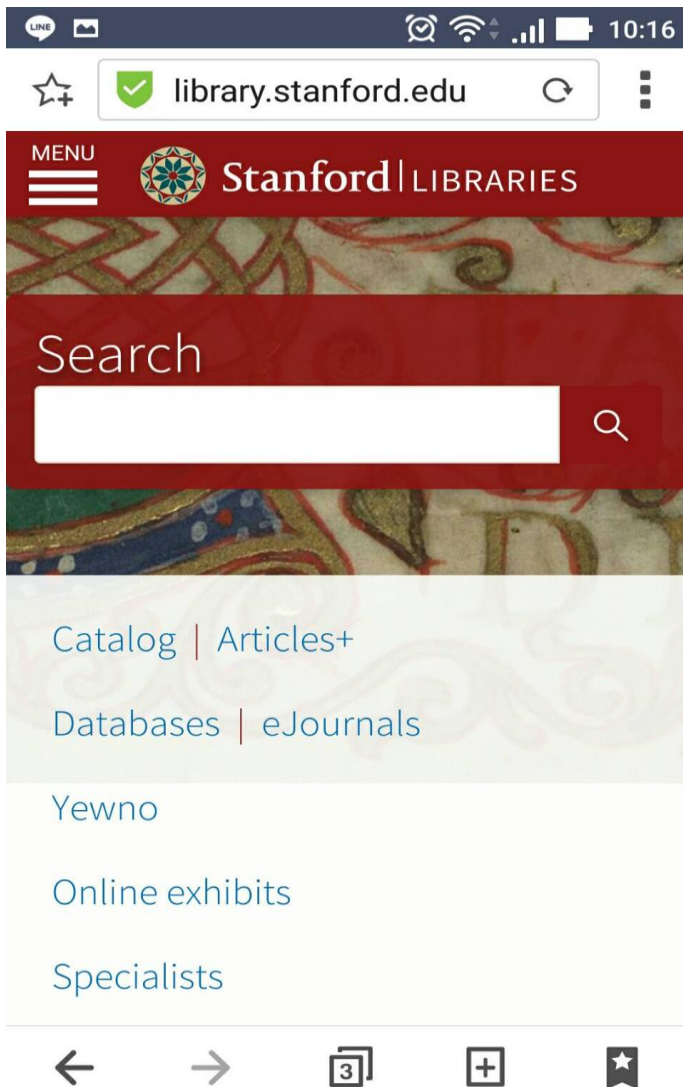 LINE 10:16
library.stanford.edu
MENU
Stanford | LIBRARIES
Search
Catalog | Articles+
Databases | eJournals
Yewno
Online exhibits
Specialists
3